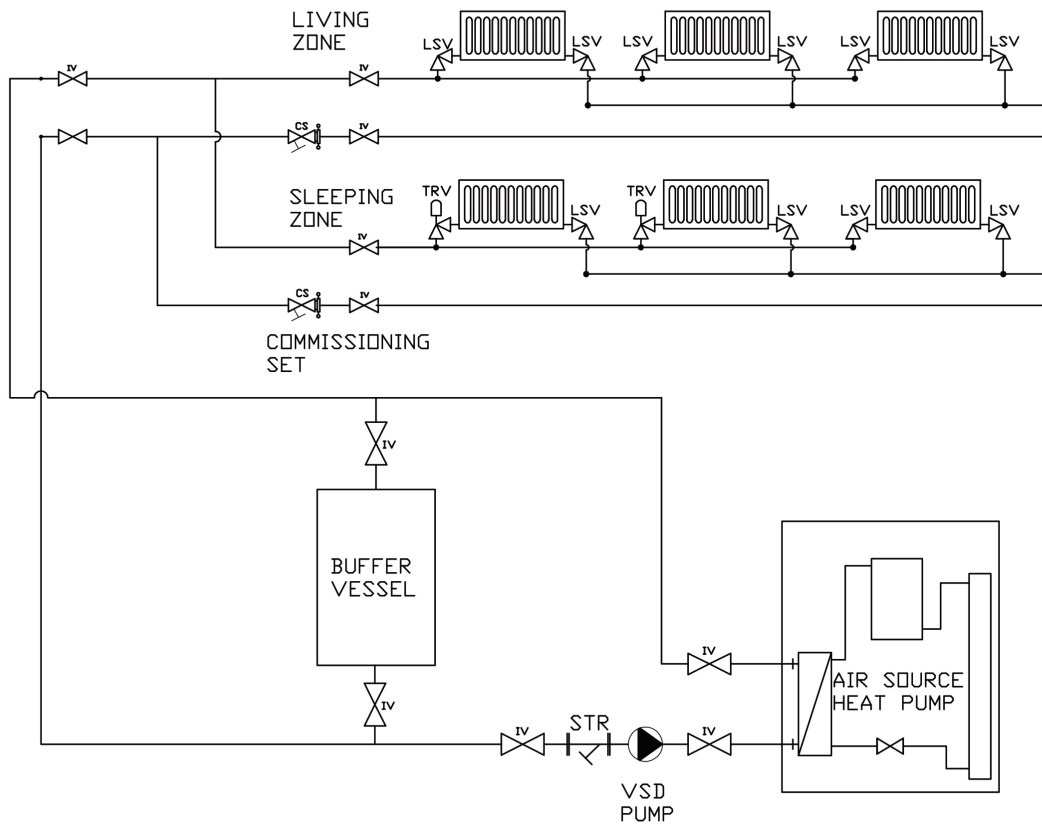 LIVING
ZONE
LSV LSV LSV LSV LSV LSV
IV IV
CS IV
SLEEPING
ZONE
TRV LSV TRV LSV LSV LSV
IV
CS IV
COMMISSIONING
SET
IV
BUFFER
VESSEL
IV
IV
AIR SOURCE
HEAT PUMP
IV STR IV
VSD
PUMP